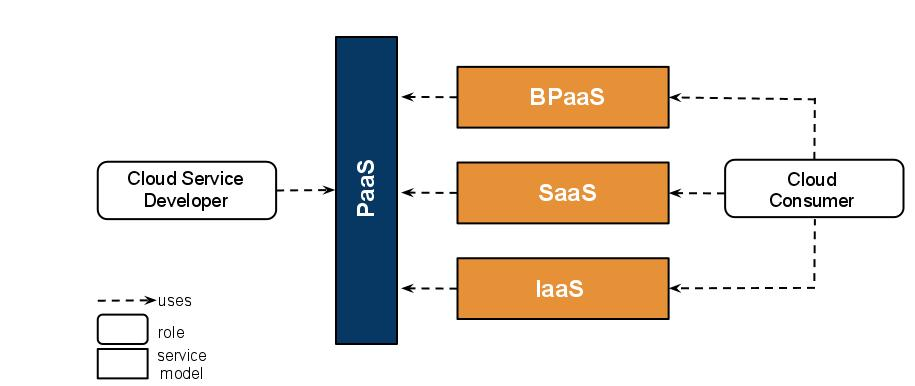 BPaaS
Cloud Service
Developer
PaaS
SaaS
Cloud
Consumer
IaaS
uses
role
service
model